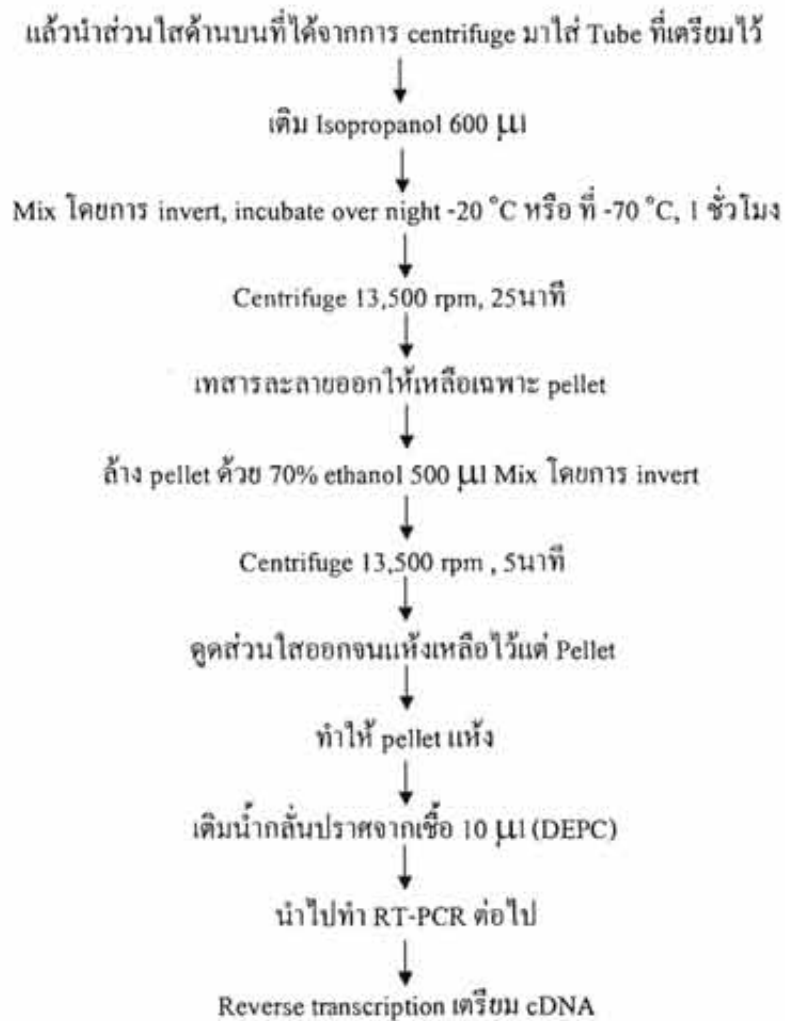 แล้วนำส่วนใสด้านบนที่ได้จากการ centrifuge มาใส่ Tube ที่เตรียมไว้
เติม Isopropanol 600 µl
Mix โดยการ invert, incubate over night -20 °C หรือ ที่ -70 °C, 1 ชั่วโมง
Centrifuge 13,500 rpm, 25นาที
เทสารละลายออกให้เหลือเฉพาะ pellet
ล้าง pellet ด้วย 70% ethanol 500 µl Mix โดยการ invert
Centrifuge 13,500 rpm , 5นาที
ดูดส่วนใสออกจนแห้งเหลือไว้แต่ Pellet
ทำให้ pellet แห้ง
เติมน้ำกลั่นปราศจากเชื้อ 10 µl (DEPC)
นำไปทำ RT-PCR ต่อไป
Reverse transcription เตรียม cDNA